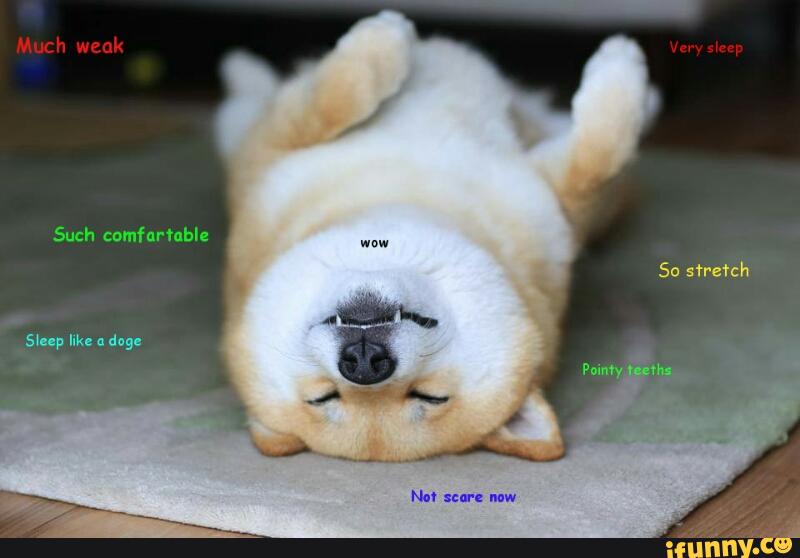 Much weak
Very sleep
Such comfartable
wow
So stretch
Sleep like a doge
Pointy teeths
Not scare now
ifunny.co